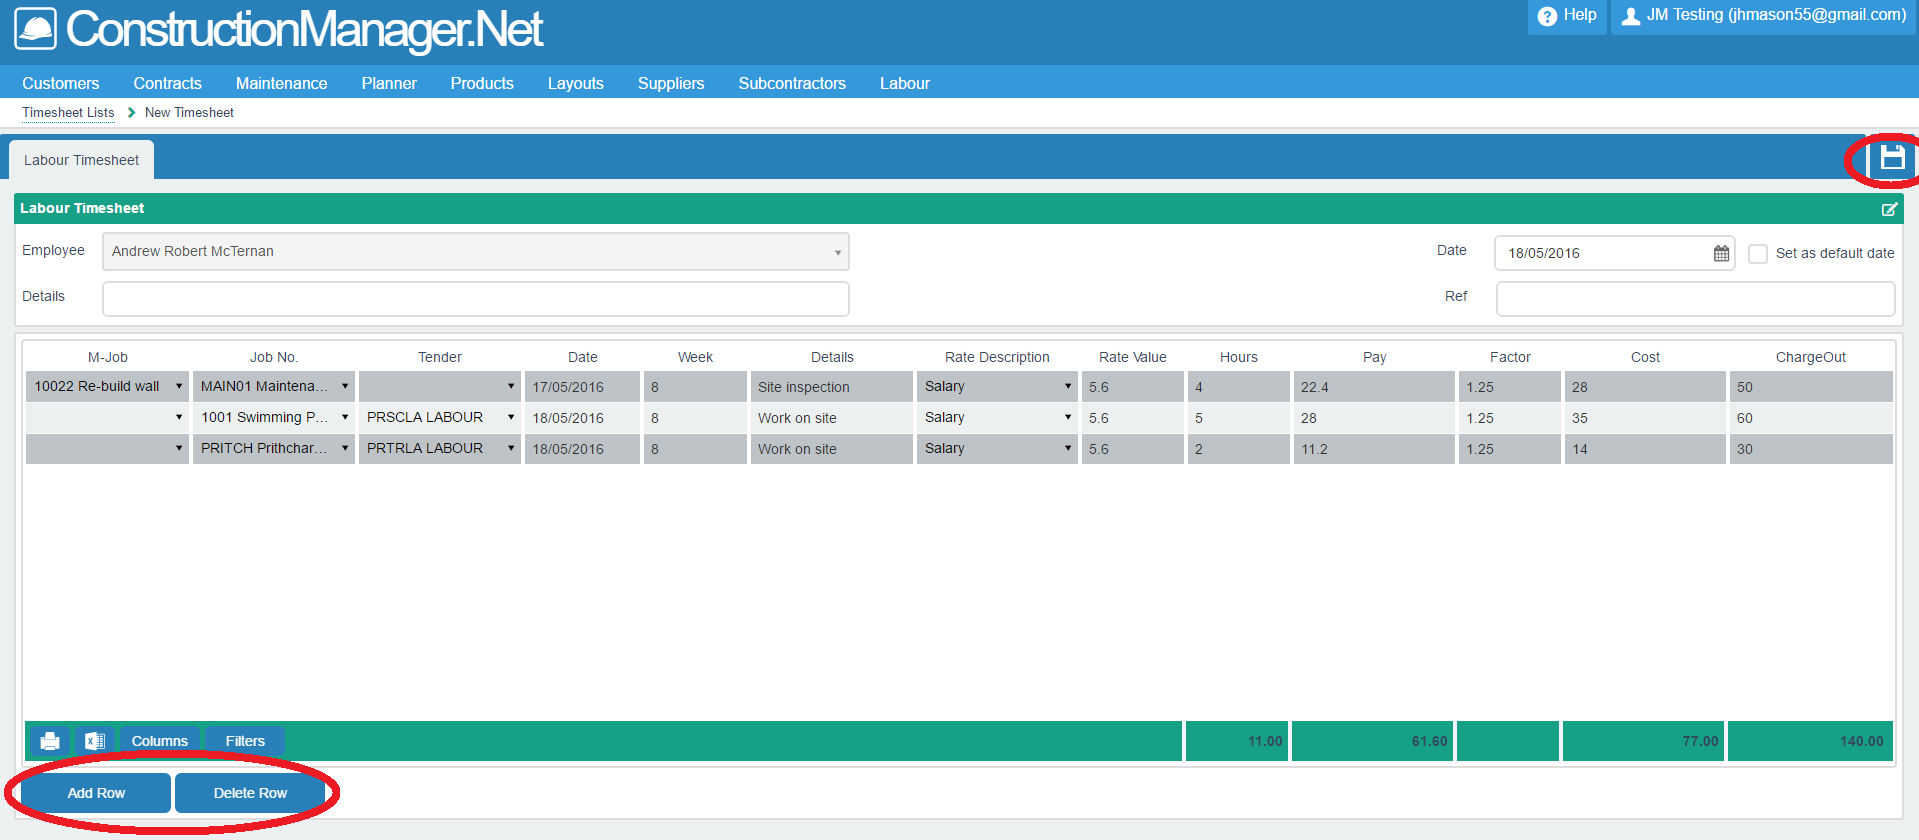 ConstructionManager.Net
Help JM Testing (jhmason55@gmail.com)
Customers Contracts Maintenance Planner Products Layouts Suppliers Subcontractors Labour
Timesheet Lists New Timesheet
Labour Timesheet
Labour Timesheet
Employee Andrew Robert McTernan Date 18/05/2016 Set as default date
Details Ref
M-Job Job No. Tender Date Week Details Rate Description Rate Value Hours Pay Factor Cost ChargeOut
10022 Re-build wall MAIN01 Maintena... 17/05/2016 8 Site inspection Salary 5.6 4 22.4 1.25 28 50
1001 Swimming P... PRSCLA LABOUR 18/05/2016 8 Work on site Salary 5.6 5 28 1.25 35 60
PRITCH Prithchar... PRTRLA LABOUR 18/05/2016 8 Work on site Salary 5.6 2 11.2 1.25 14 30
Columns Filters 11.00 61.60 77.00 140.00
Add Row Delete Row